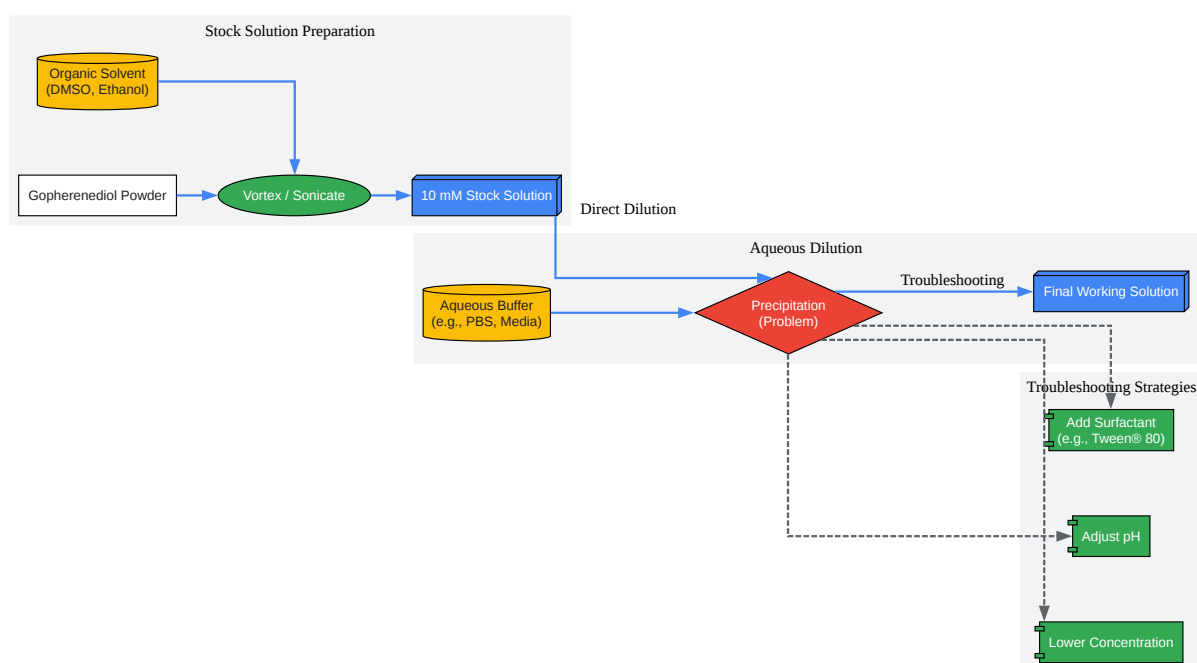 Stock Solution Preparation
Organic Solvent
(DMSO, Ethanol)
Gopherenediol Powder
Vortex / Sonicate
10 mM Stock Solution
Direct Dilution
Aqueous Dilution
Aqueous Buffer
(e.g., PBS, Media)
Precipitation
(Problem)
Troubleshooting
Final Working Solution
Troubleshooting Strategies
Add Surfactant
(e.g., Tween® 80)
Adjust pH
Lower Concentration